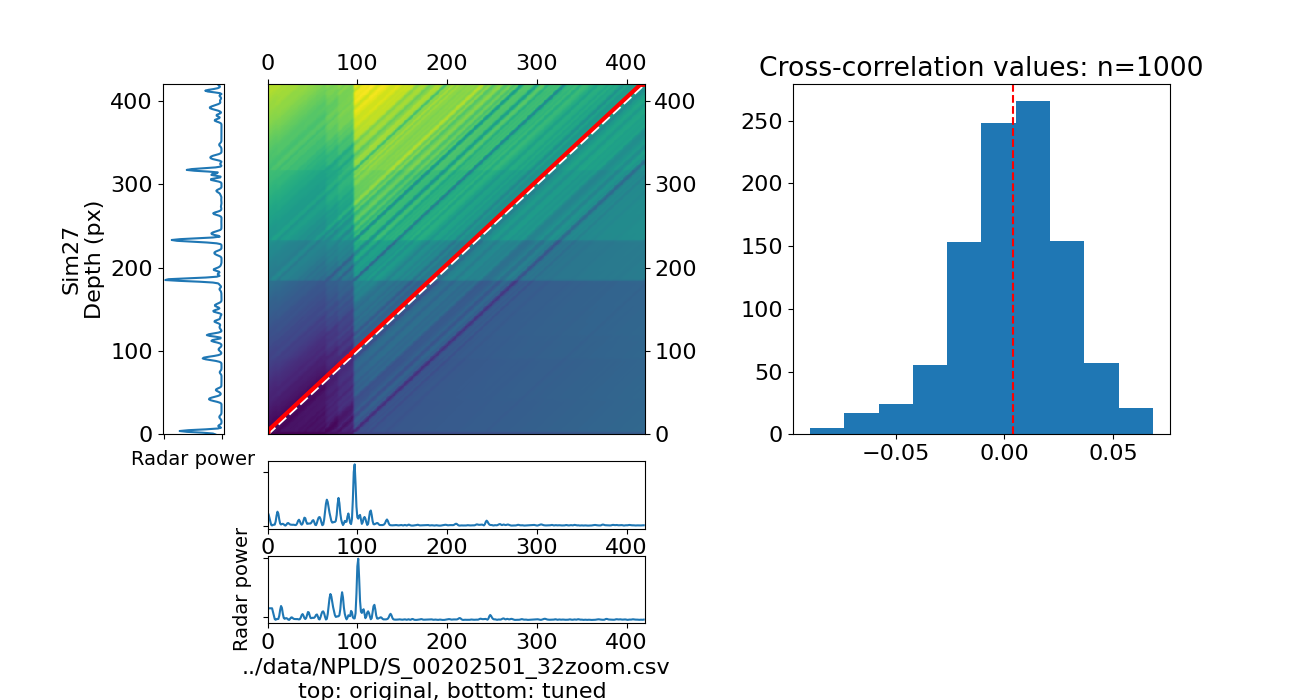 0 100 200 300 400
Cross-correlation values: n=1000
400
300
200
100
0
Sim27
Depth (px)
Radar power
400
300
200
100
0
250
200
150
100
50
0
−0.05 0.00 0.05
0 100 200 300 400
Radar power
0 100 200 300 400
../data/NPLD/S_00202501_32zoom.csv
top: original, bottom: tuned